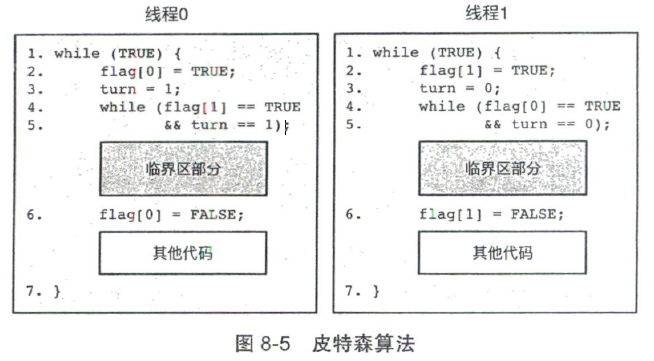 线程0
1. while (TRUE) {
2. flag[0] = TRUE;
3. turn = 1;
4. while (flag[1] == TRUE
5. && turn == 1);
临界区部分
6. flag[0] = FALSE;
其他代码
7. }
线程1
1. while (TRUE) {
2. flag[1] = TRUE;
3. turn = 0;
4. while (flag[0] == TRUE
5. && turn == 0);
临界区部分
6. flag[1] = FALSE;
其他代码
7. }
图 8-5 皮特森算法